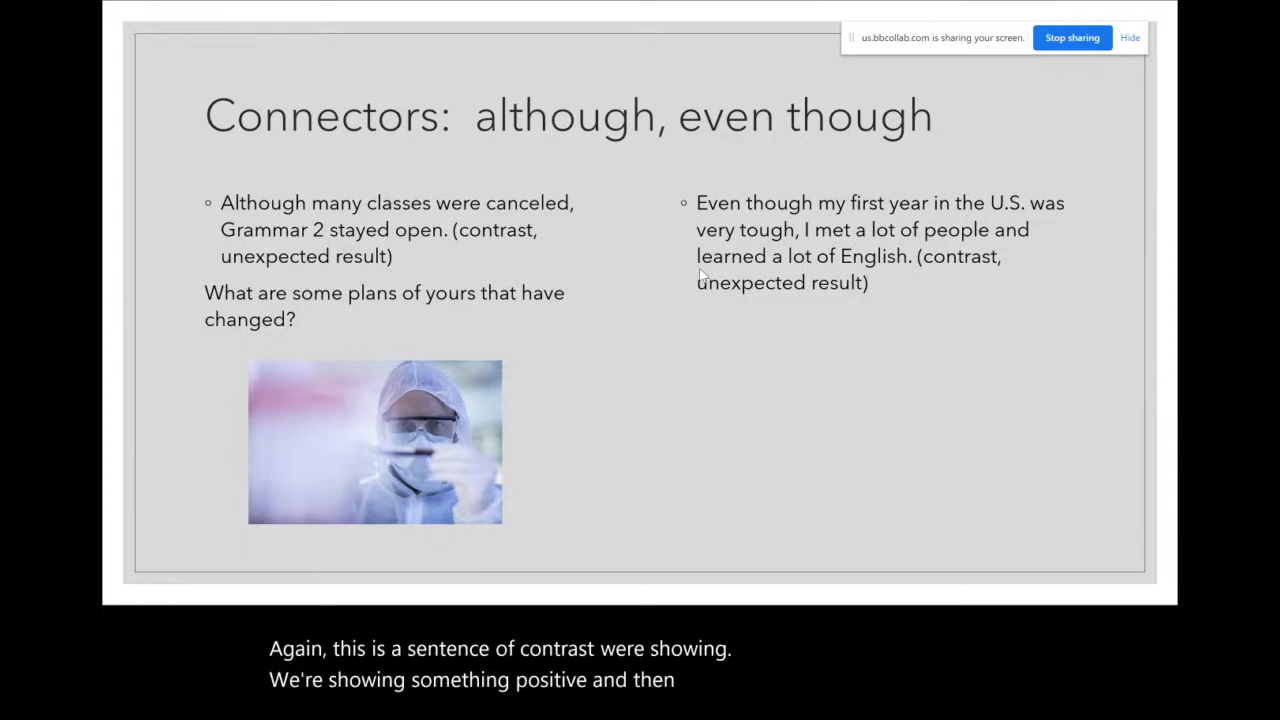 us.bbcollab.com is sharing your screen.
Stop sharing
Hide
Connectors: although, even though
Although many classes were canceled,
Grammar 2 stayed open. (contrast,
unexpected result)
What are some plans of yours that have
changed?
Even though my first year in the U.S. was
very tough, I met a lot of people and
learned a lot of English. (contrast,
unexpected result)
Again, this is a sentence of contrast were showing.
We're showing something positive and then